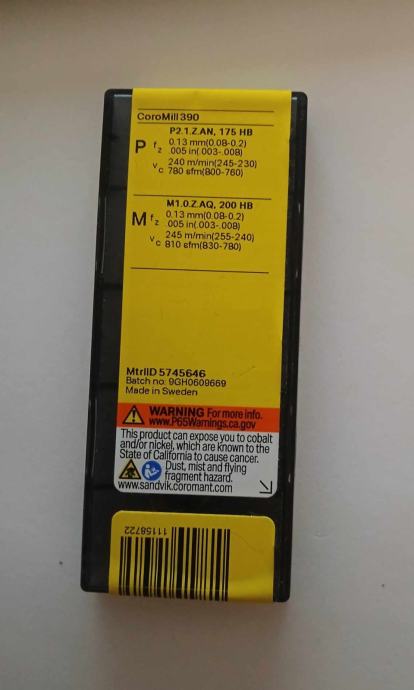 CoroMill 390
P2.1.Z.AN, 175 HB
P fz 0.13 mm(0.08-0.2)
.005 in(.003-.008)
vc 240 m/min(245-230)
780 sfm(800-760)
M1.0.Z.AQ, 200 HB
M fz 0.13 mm(0.08-0.2)
.005 in(.003-.008)
vc 245 m/min(255-240)
810 sfm(830-780)
MtrlID 5745646
Batch no: 9GH0609669
Made in Sweden
WARNING For more info.
www.P65Warnings.ca.gov
This product can expose you to cobalt
and/or nickel, which are known to the
State of California to cause cancer.
Dust, mist and flying
fragment hazard.
www.sandvik.coromant.com
11158722